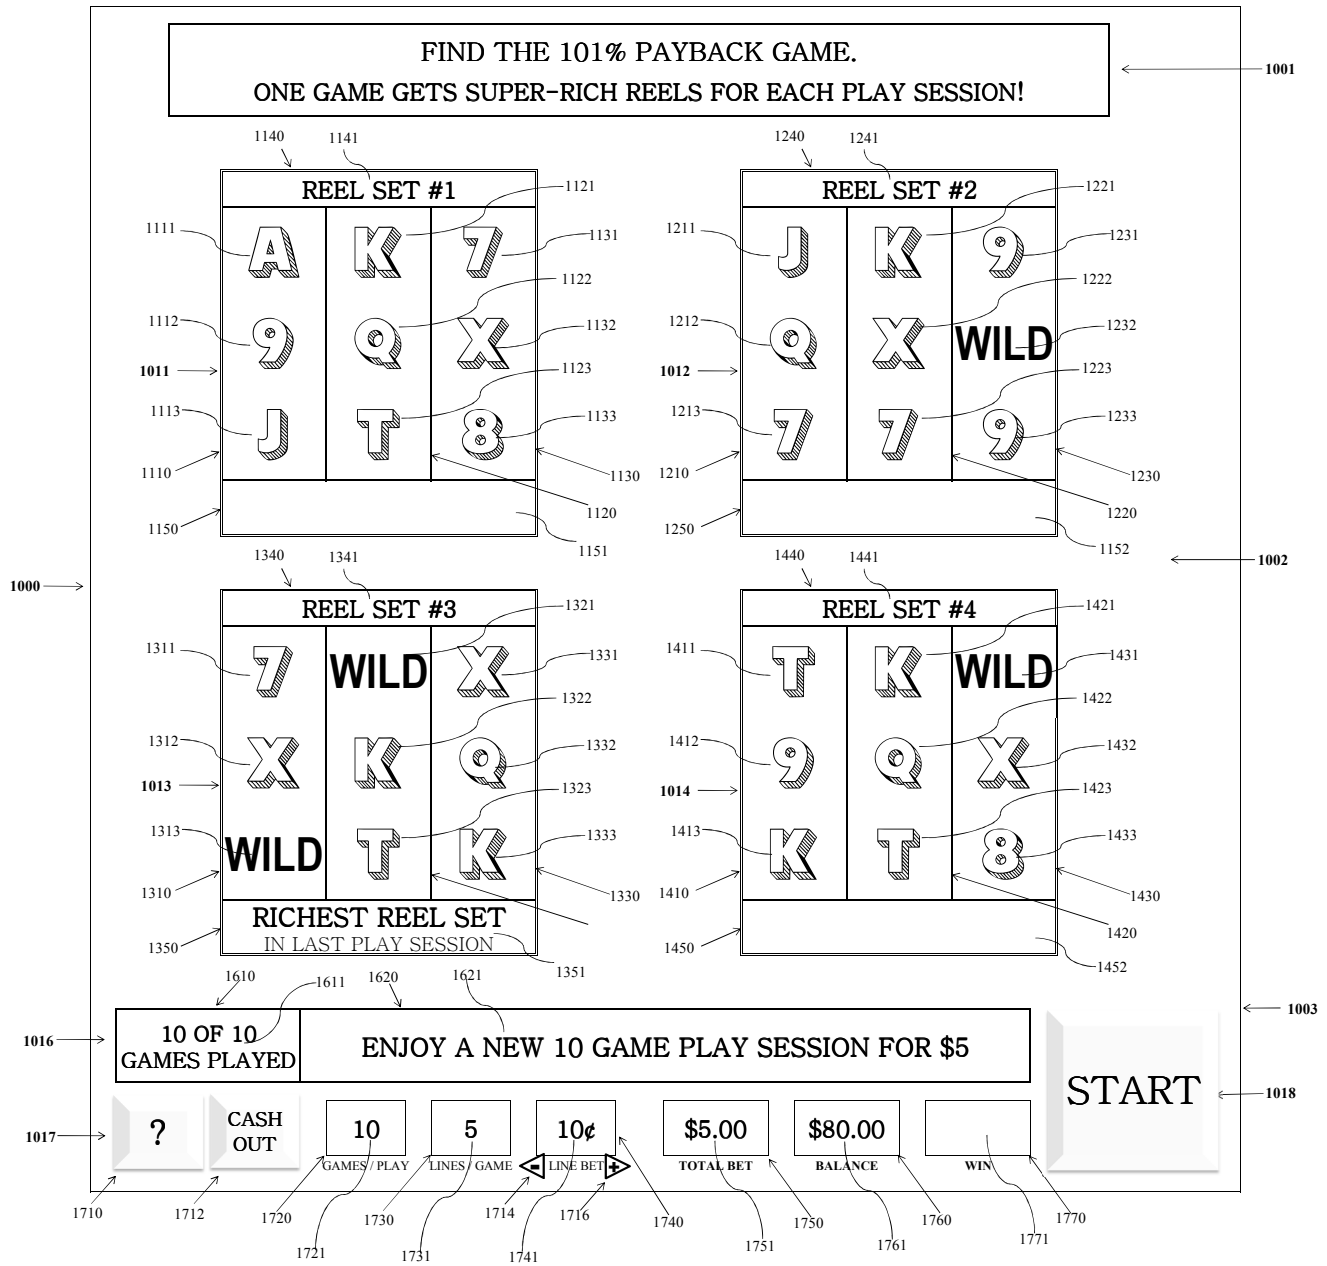 FIND THE 101% PAYBACK GAME.
ONE GAME GETS SUPER-RICH REELS FOR EACH PLAY SESSION!
1001
1140 1141 1240 1241
REEL SET #1 1121 REEL SET #2 1221
1111 A K 7 1131 1211 J K 9 1231
1122 1222
1112 9 Q X 1132 1212 Q X WILD 1232
1011 1123 1012 1223
1113 J T 8 1133 1213 7 7 9 1233
1110 1130 1210 1230
1120 1220
1150 1151 1250 1152
1340 1341 1440 1441
1000 1002
REEL SET #3 1321 REEL SET #4 1421
1311 7 WILD X 1331 1411 T K WILD 1431
1322 1422
1312 X K Q 1332 1412 9 Q X 1432
1013 1323 1014 1423
1313 WILD T K 1333 1413 K T 8 1433
1310 1330 1410 1430
RICHEST REEL SET 1420
1350 IN LAST PLAY SESSION 1450
1351 1452
1610 1611 1620 1621
1003
1016 10 OF 10
GAMES PLAYED
ENJOY A NEW 10 GAME PLAY SESSION FOR $5
START
1018
1017 ? CASH
OUT
10 5 10¢ $5.00 $80.00
GAMES / PLAY LINES / GAME - LINE BET + TOTAL BET BALANCE WIN
1710 1712 1720 1730 1714 1716 1740 1750 1760 1770
1721 1731 1741 1751 1761 1771